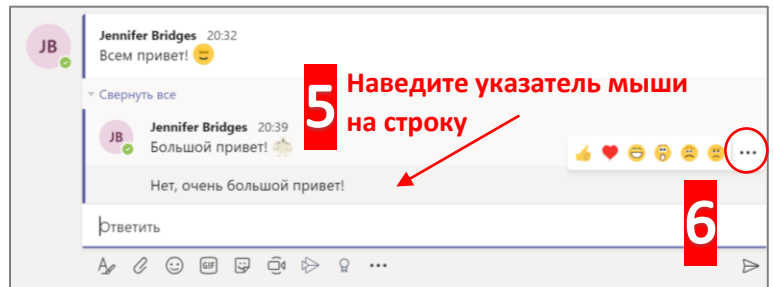 JB
Jennifer Bridges 20:32
Всем привет!
Свернуть все
5
Наведите указатель мыши
на строку
JB
Jennifer Bridges 20:39
Большой привет!
Нет, очень большой привет!
6
Ответить
GIF